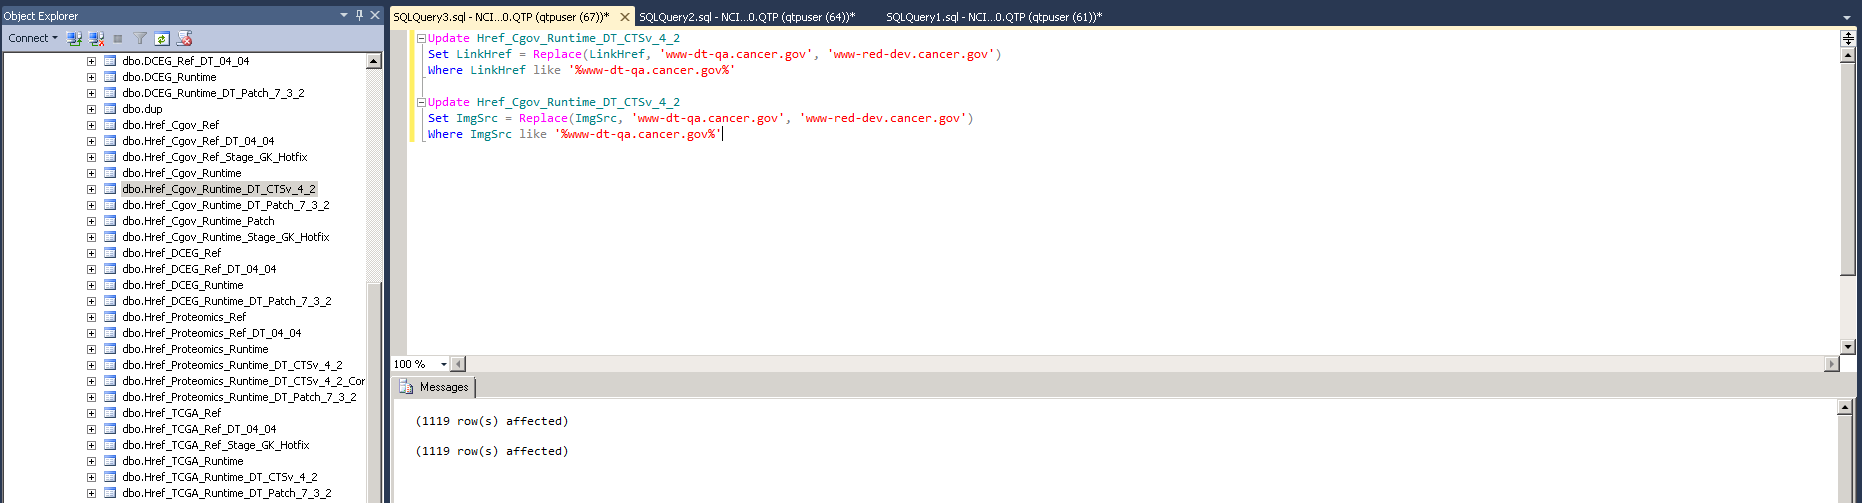 Object Explorer
Connect
dbo.DCEG_Ref_DT_04_04
dbo.DCEG_Runtime
dbo.DCEG_Runtime_DT_Patch_7_3_2
dbo.dup
dbo.Href_Cgov_Ref
dbo.Href_Cgov_Ref_DT_04_04
dbo.Href_Cgov_Ref_Stage_GK_Hotfix
dbo.Href_Cgov_Runtime
dbo.Href_Cgov_Runtime_DT_CTSv_4_2
dbo.Href_Cgov_Runtime_DT_Patch_7_3_2
dbo.Href_Cgov_Runtime_Patch
dbo.Href_Cgov_Runtime_Stage_GK_Hotfix
dbo.Href_DCEG_Ref
dbo.Href_DCEG_Ref_DT_04_04
dbo.Href_DCEG_Runtime
dbo.Href_DCEG_Runtime_DT_Patch_7_3_2
dbo.Href_Proteomics_Ref
dbo.Href_Proteomics_Ref_DT_04_04
dbo.Href_Proteomics_Runtime
dbo.Href_Proteomics_Runtime_DT_CTSv_4_2
dbo.Href_Proteomics_Runtime_DT_CTSv_4_2_Cor
dbo.Href_Proteomics_Runtime_DT_Patch_7_3_2
dbo.Href_TCGA_Ref
dbo.Href_TCGA_Ref_DT_04_04
dbo.Href_TCGA_Ref_Stage_GK_Hotfix
dbo.Href_TCGA_Runtime
dbo.Href_TCGA_Runtime_DT_CTSv_4_2
dbo.Href_TCGA_Runtime_DT_Patch_7_3_2
SQLQuery3.sql - NCI...0.QTP (qtpuser (67))* SQLQuery2.sql - NCI...0.QTP (qtpuser (64))* SQLQuery1.sql - NCI...0.QTP (qtpuser (61))*
Update Href_Cgov_Runtime_DT_CTSv_4_2
Set LinkHref = Replace(LinkHref, 'www-dt-qa.cancer.gov', 'www-red-dev.cancer.gov')
Where LinkHref like '%www-dt-qa.cancer.gov%'
Update Href_Cgov_Runtime_DT_CTSv_4_2
Set ImgSrc = Replace(ImgSrc, 'www-dt-qa.cancer.gov', 'www-red-dev.cancer.gov')
Where ImgSrc like '%www-dt-qa.cancer.gov%'
100 %
Messages
(1119 row(s) affected)
(1119 row(s) affected)